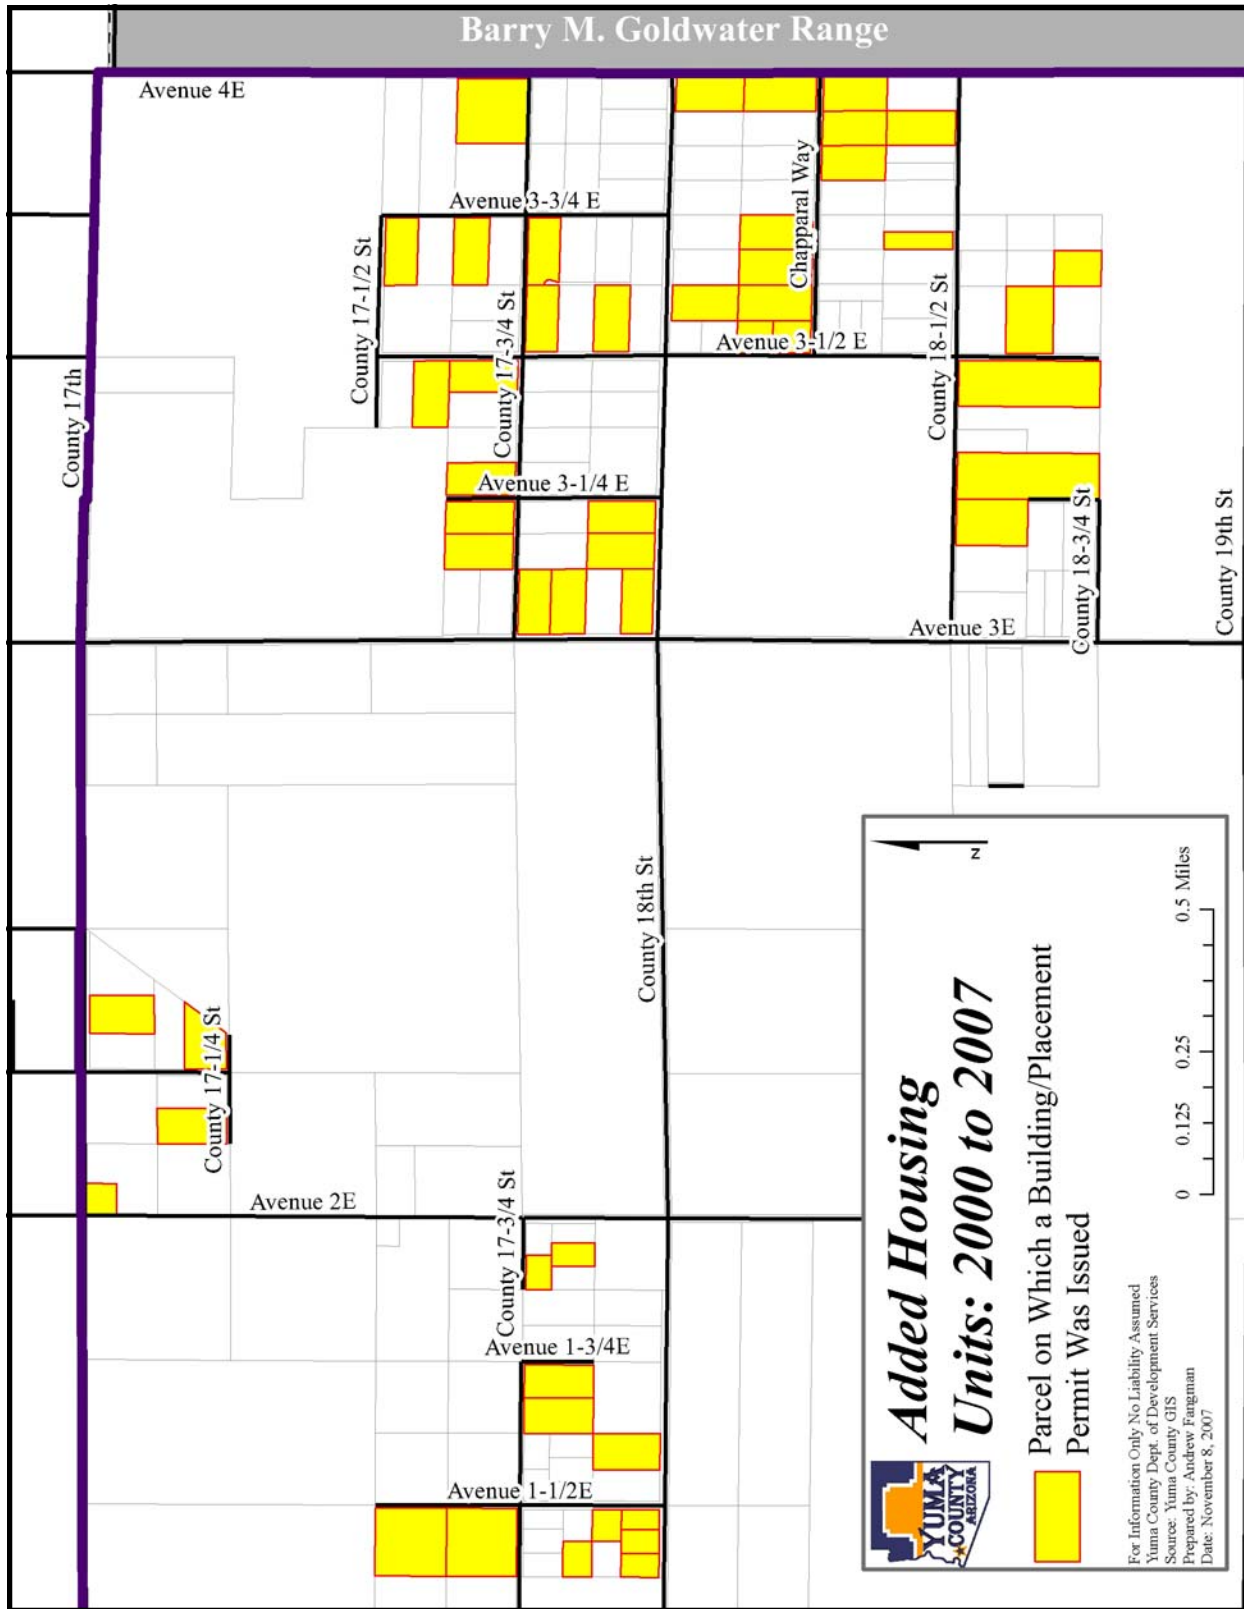 Barry M. Goldwater Range
Avenue 4E
Avenue 3-3/4 E
Chapparal Way
County 17-1/2 St
County 17-3/4 St
County 18-1/2 St
Avenue 3-1/2 E
County 17th
Avenue 3-1/4 E
County 18-3/4 St
County 19th St
Avenue 3E
County 18th St
County 17-1/4 St
Avenue 2E
County 17-3/4 St
Avenue 1-3/4E
Avenue 1-1/2E
YUMA
COUNTY
ARIZONA
Added Housing
Units: 2000 to 2007
N
Parcel on Which a Building/Placement
Permit Was Issued
0 0.125 0.25 0.5 Miles
For Information Only No Liability Assumed
Yuma County Dept. of Development Services
Source: Yuma County GIS
Prepared by: Andrew Fangman
Date: November 8, 2007